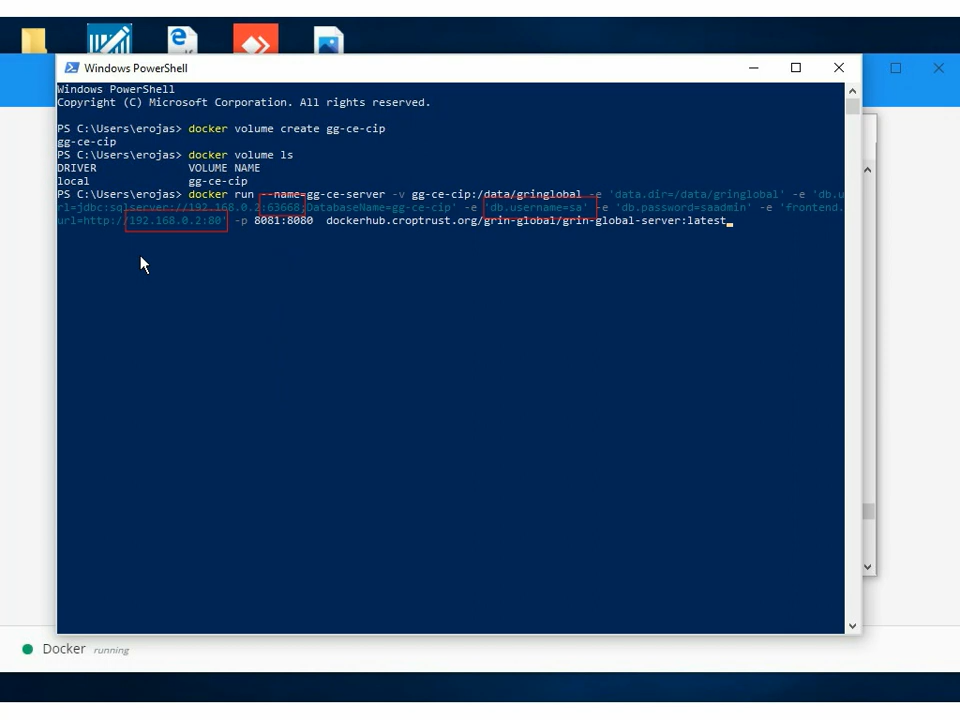 Windows PowerShell
Windows PowerShell
Copyright (C) Microsoft Corporation. All rights reserved.
PS C:\Users\erojas> docker volume create gg-ce-cip
gg-ce-cip
PS C:\Users\erojas> docker volume ls
DRIVER VOLUME NAME
local gg-ce-cip
PS C:\Users\erojas> docker run --name=gg-ce-server -v gg-ce-cip:/data/gringlobal -e 'data.dir=/data/gringlobal' -e 'db.u
rl=jdbc:sqlserver://192.168.0.2:63668;DatabaseName=gg-ce-cip' -e 'db.username=sa' -e 'db.password=saadmin' -e 'frontend.
url=http://192.168.0.2:80' -p 8081:8080 dockerhub.croptrust.org/grin-global/grin-global-server:latest_
Docker running